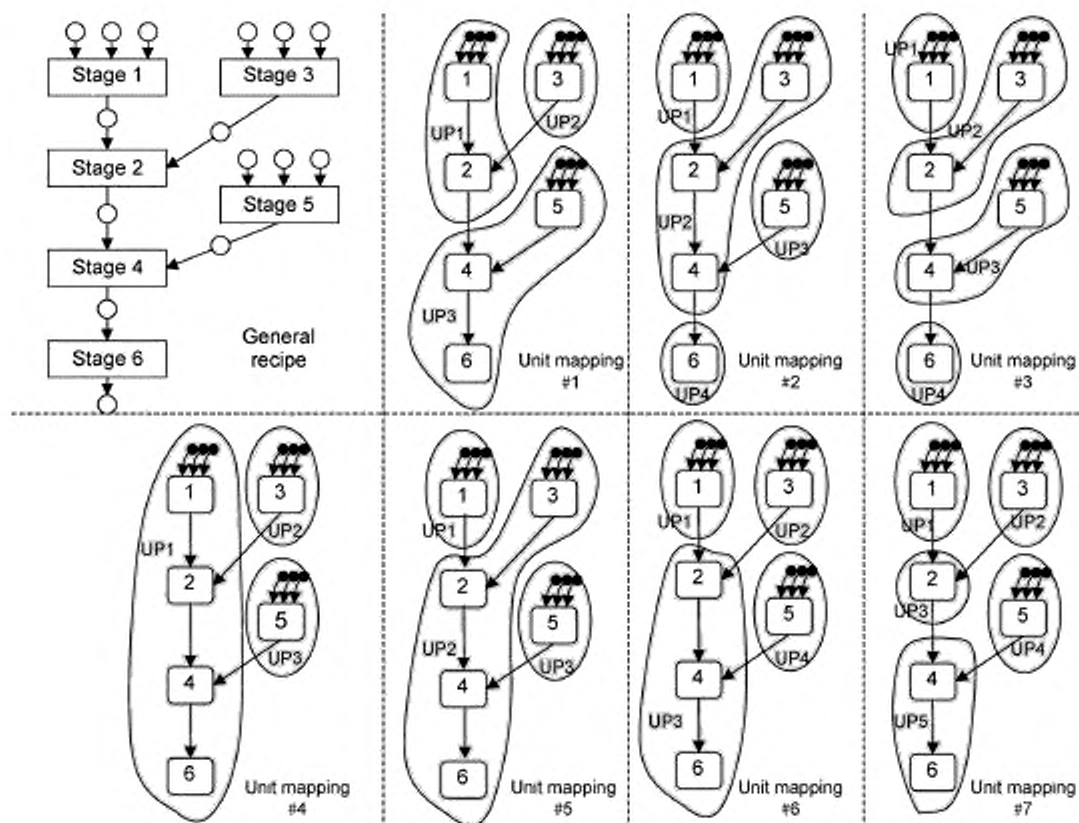 Stage 1
Stage 3
Stage 2
Stage 5
Stage 4
Stage 6
General
recipe
1
3
UP1
UP2
2
5
4
UP3
6
Unit mapping
#1
1
3
UP1
2
5
UP2
UP3
4
6
UP4
Unit mapping
#2
UP1
1
3
UP2
2
5
4
UP3
6
UP4
Unit mapping
#3
1
3
UP2
UP1
2
5
UP3
4
6
Unit mapping
#4
1
3
UP1
2
5
UP2
UP3
4
6
Unit mapping
#5
1
3
UP1
UP2
2
5
UP4
4
UP3
6
Unit mapping
#6
1
3
UP1
UP2
2
UP3
5
UP4
4
UP5
6
Unit mapping
#7